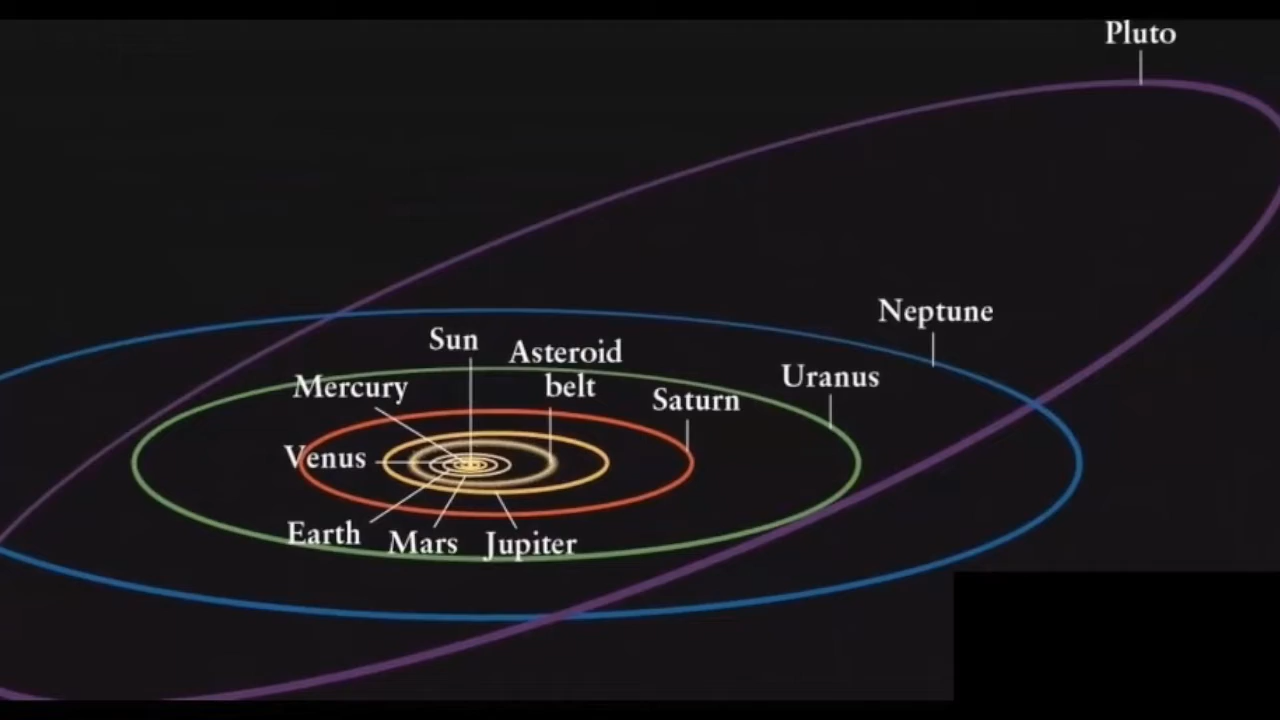 Pluto
Neptune
Sun
Asteroid
belt
Mercury
Uranus
Saturn
Venus
Earth
Mars
Jupiter